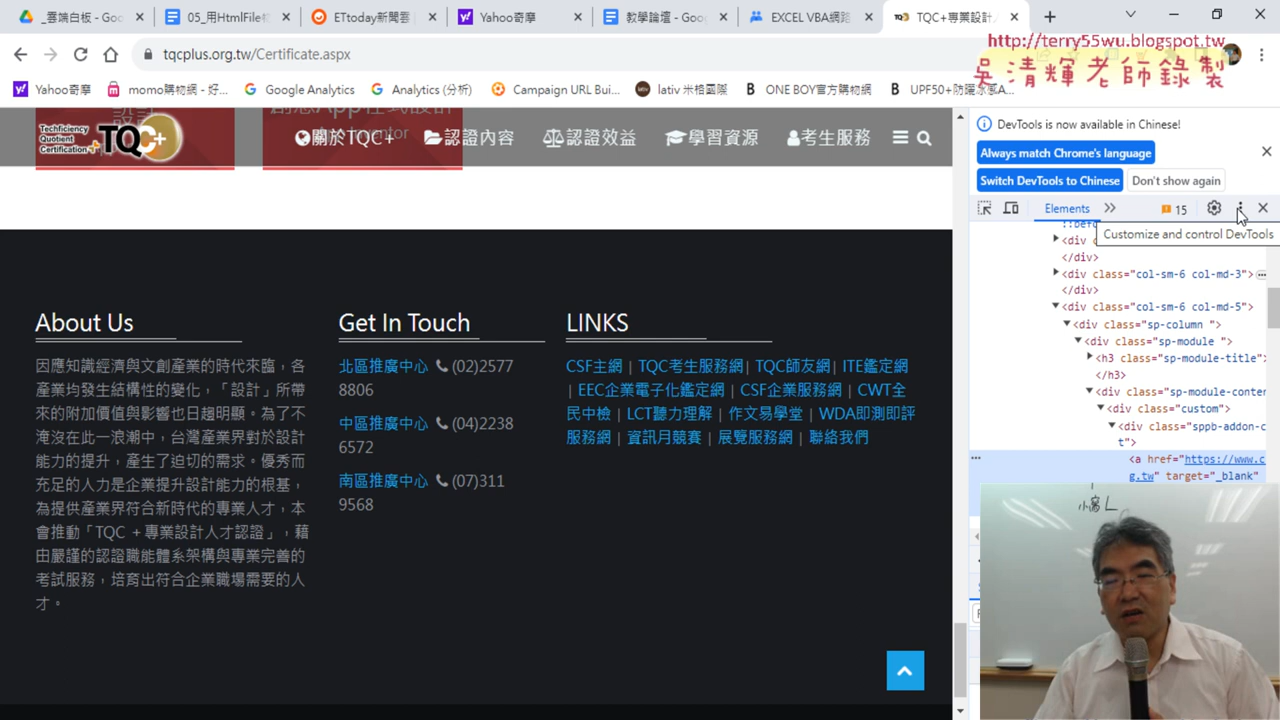 _雲端白板 - Goo
05_用HtmlFile物
ETtoday新聞雲
Yahoo奇摩
教學論壇 - Goog
EXCEL VBA網路
TQC+專業設計人
http://terry55wu.blogspot.tw
吳清輝老師錄製
tqcplus.org.tw/Certificate.aspx
Yahoo奇摩
momo購物網 - 好...
Google Analytics
Analytics (分析)
Campaign URL Bui...
lativ 米格國際
ONE BOY官方購物網
UPF50+防曬
DevTools is now available in Chinese!
Always match Chrome's language
Switch DevTools to Chinese
Don't show again
Techficiency
Quotient
Certification
TQC+
關於TQC+
認證內容
認證效益
學習資源
考生服務
Elements
15
Customize and control DevTools
<div
</div>
<div class="col-sm-6 col-md-3">
</div>
<div class="col-sm-6 col-md-5">
<div class="sp-column ">
<div class="sp-module ">
<h3 class="sp-module-title">
</h3>
<div class="sp-module-conten
<div class="custom">
<div class="sppb-addon-c
t">
<a href="https://www.c
g.tw" target="_blank"
About Us
因應知識經濟與文創產業的時代來臨，各
產業均發生結構性的變化，「設計」所帶
來的附加價值與影響也日趨明顯。為了不
淹沒在此一浪潮中，台灣產業界對於設計
能力的提升，產生了迫切的需求。優秀而
充足的人力是企業提升設計能力的根基，
為提供產業界符合新時代的專業人才，本
會推動「TQC +專業設計人才認證」，藉
由嚴謹的認證職能體系架構與專業完善的
考試服務，培育出符合企業職場需要的人
才。
Get In Touch
北區推廣中心 (02)2577
8806
中區推廣中心 (04)2238
6572
南區推廣中心 (07)311
9568
LINKS
CSF主網 | TQC考生服務網| TQC師友網| ITE鑑定網
| EEC企業電子化鑑定網 | CSF企業服務網 | CWT全
民中檢 | LCT聽力理解 | 作文易學堂 | WDA即測即評
服務網 | 資訊月競賽 | 展覽服務網 | 聯絡我們